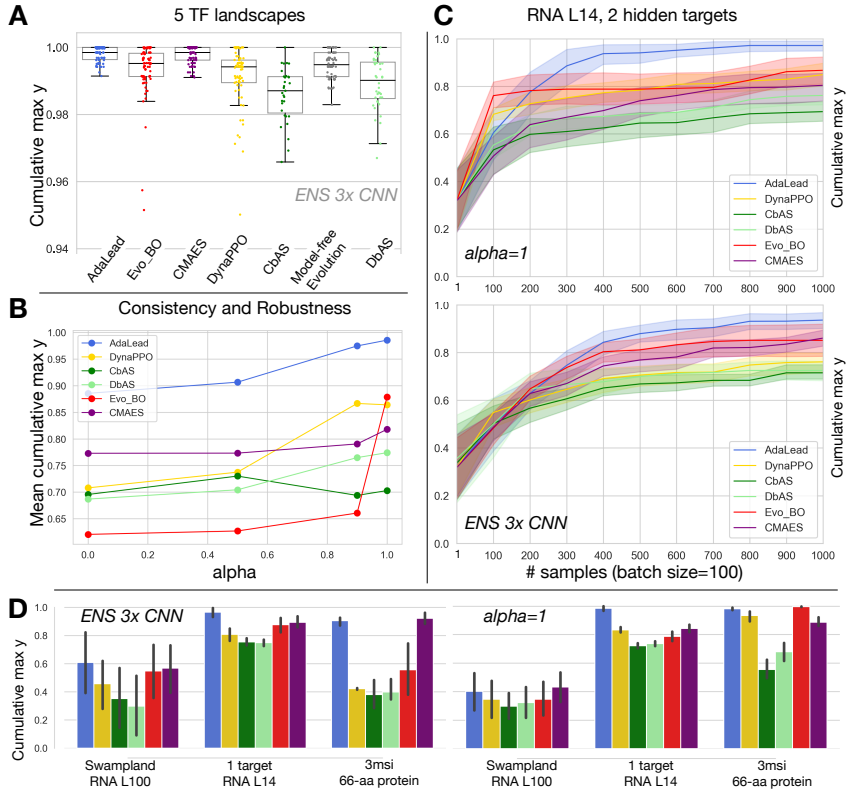 A
5 TF landscapes
Cumulative max y
1.00
0.98
0.96
0.94
ENS 3x CNN
AdaLead
Evo_BO
CMAES
DynaPPO
CbAS
Model-free
Evolution
DbAS
B
Consistency and Robustness
Mean cumulative max y
1.00
0.95
0.90
0.85
0.80
0.75
0.70
0.65
AdaLead
DynaPPO
CbAS
DbAS
Evo_BO
CMAES
0.0 0.2 0.4 0.6 0.8 1.0
alpha
C
RNA L14, 2 hidden targets
Cumulative max y
1.0
0.8
0.6
0.4
0.2
0.0
alpha=1
AdaLead
DynaPPO
CbAS
DbAS
Evo_BO
CMAES
1 100 200 300 400 500 600 700 800 900 1000
Cumulative max y
1.0
0.8
0.6
0.4
0.2
0.0
ENS 3x CNN
AdaLead
DynaPPO
CbAS
DbAS
Evo_BO
CMAES
1 100 200 300 400 500 600 700 800 900 1000
# samples (batch size=100)
D
Cumulative max y
1.0
0.8
0.6
0.4
0.2
0.0
ENS 3x CNN
Swampland
RNA L100
1 target
RNA L14
3msi
66-aa protein
alpha=1
Swampland
RNA L100
1 target
RNA L14
3msi
66-aa protein